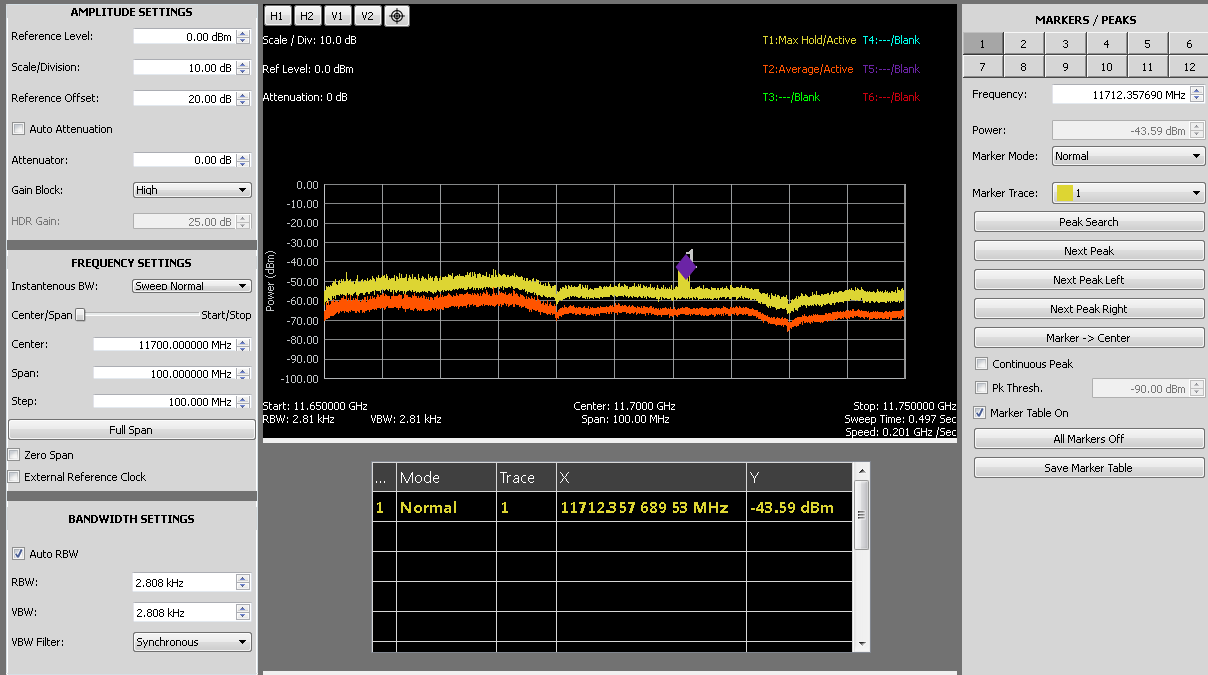 AMPLITUDE SETTINGS
Reference Level: 0.00 dBm
Scale/Division: 10.00 dB
Reference Offset: 20.00 dB
Auto Attenuation
Attenuator: 0.00 dB
Gain Block: High
HDR Gain: 25.00 dB
FREQUENCY SETTINGS
Instantenous BW: Sweep Normal
Center/Span Start/Stop
Center: 11700.000000 MHz
Span: 100.000000 MHz
Step: 100.000 MHz
Full Span
Zero Span
External Reference Clock
BANDWIDTH SETTINGS
Auto RBW
RBW: 2.808 kHz
VBW: 2.808 kHz
VBW Filter: Synchronous
H1 H2 V1 V2
Scale / Div: 10.0 dB
Ref Level: 0.0 dBm
Attenuation: 0 dB
T1:Max Hold/Active T4:---/Blank
T2:Average/Active T5:---/Blank
T3:---/Blank T6:---/Blank
Power (dBm)
0.00
-10.00
-20.00
-30.00
-40.00
-50.00
-60.00
-70.00
-80.00
-90.00
-100.00
1
Start: 11.650000 GHz Center: 11.7000 GHz Stop: 11.750000 GHz
RBW: 2.81 kHz VBW: 2.81 kHz Span: 100.00 MHz Sweep Time: 0.497 Sec
Speed: 0.201 GHz /Sec
... Mode Trace X Y
1 Normal 1 11712.357 689 53 MHz -43.59 dBm
MARKERS / PEAKS
1 2 3 4 5 6
7 8 9 10 11 12
Frequency: 11712.357690 MHz
Power: -43.59 dBm
Marker Mode: Normal
Marker Trace: 1
Peak Search
Next Peak
Next Peak Left
Next Peak Right
Marker -> Center
Continuous Peak
Pk Thresh. -90.00 dBm
Marker Table On
All Markers Off
Save Marker Table